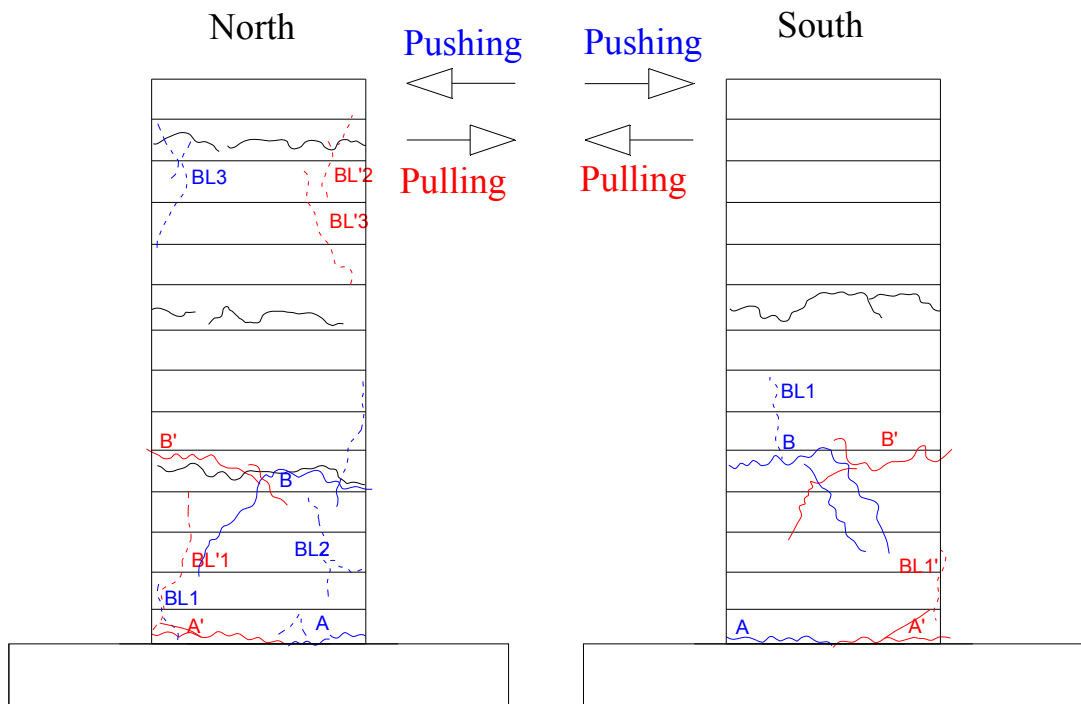 North
Pushing
Pushing
South
Pulling
Pulling
BL3
BL'2
BL'3
B'
B
BL'1
BL2
BL1
A'
A
BL1
B
B'
BL1'
A
A'